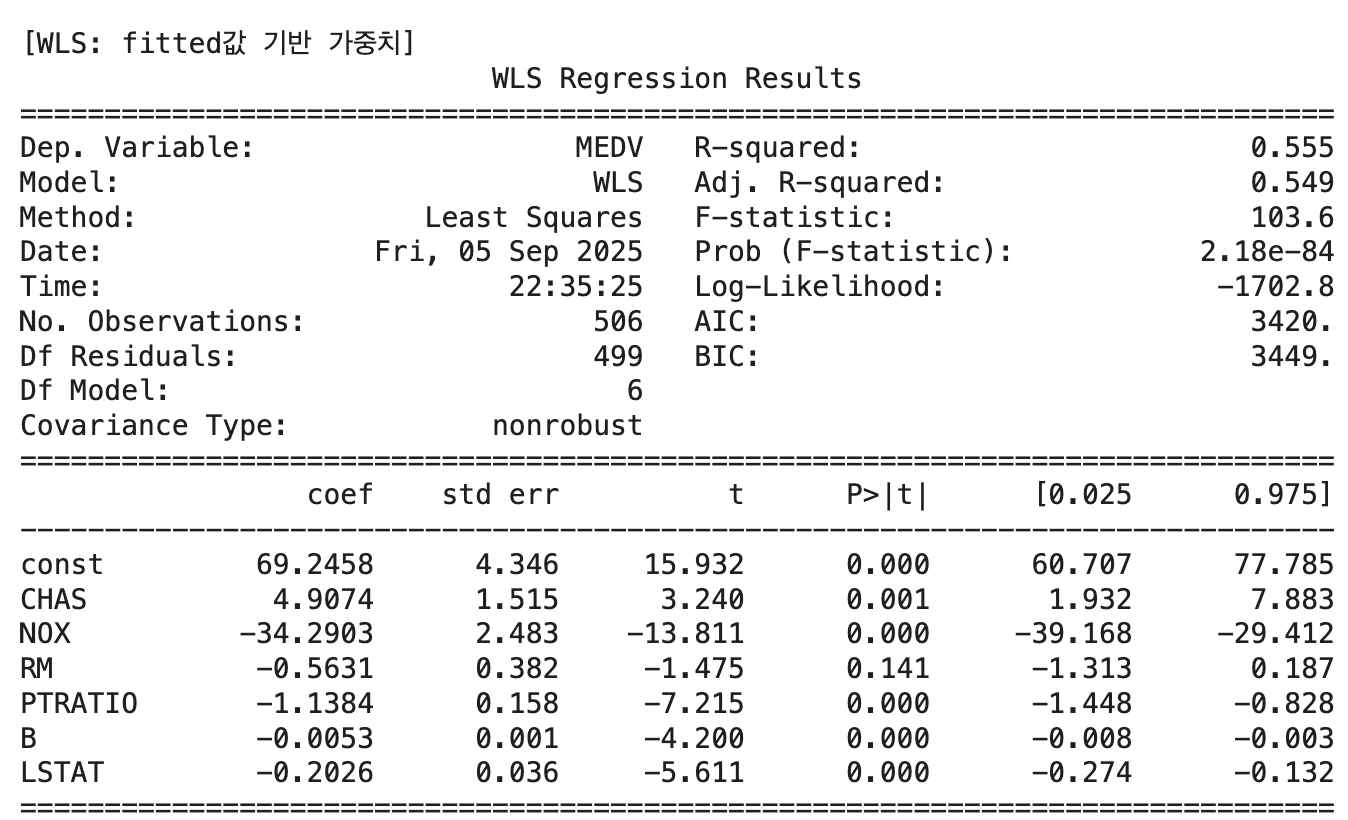 [WLS: fitted값 기반 가중치]
WLS Regression Results
==============================================================================
Dep. Variable: MEDV R-squared: 0.555
Model: WLS Adj. R-squared: 0.549
Method: Least Squares F-statistic: 103.6
Date: Fri, 05 Sep 2025 Prob (F-statistic): 2.18e-84
Time: 22:35:25 Log-Likelihood: -1702.8
No. Observations: 506 AIC: 3420.
Df Residuals: 499 BIC: 3449.
Df Model: 6
Covariance Type: nonrobust
==============================================================================
coef std err t P>|t| [0.025 0.975]
------------------------------------------------------------------------------
const 69.2458 4.346 15.932 0.000 60.707 77.785
CHAS 4.9074 1.515 3.240 0.001 1.932 7.883
NOX -34.2903 2.483 -13.811 0.000 -39.168 -29.412
RM -0.5631 0.382 -1.475 0.141 -1.313 0.187
PTRATIO -1.1384 0.158 -7.215 0.000 -1.448 -0.828
B -0.0053 0.001 -4.200 0.000 -0.008 -0.003
LSTAT -0.2026 0.036 -5.611 0.000 -0.274 -0.132
==============================================================================